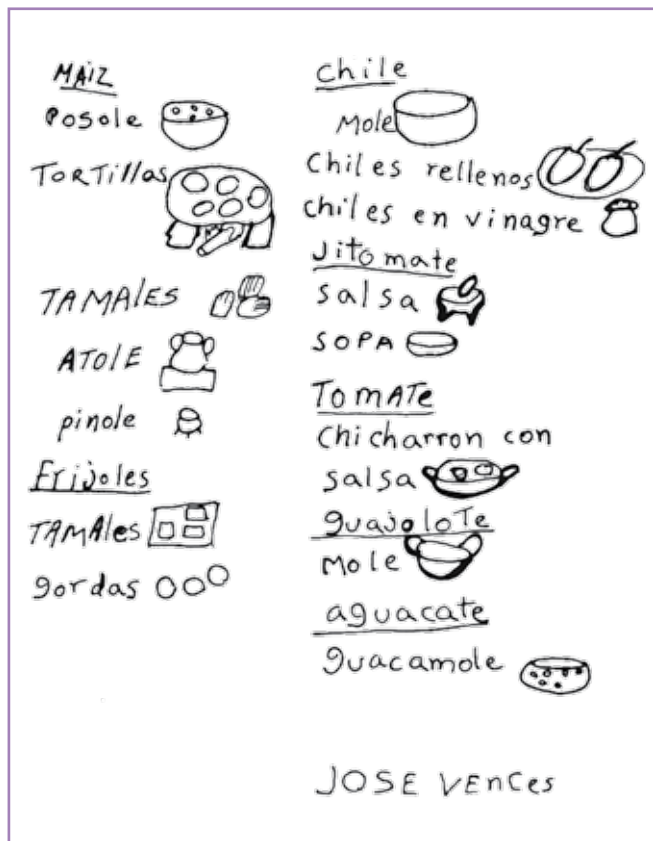 MAIZ
Posole
TORTillas
TAMALES
ATOLE
pinole
Frijoles
TAMAles
gordas
chile
Mole
chiles rellenos
chiles en vinagre
Jitomate
salsa
SOPA
TOMATe
chicharron con
salsa
guajoloTe
Mole
aguacate
guacamole
JOSE VEnCes